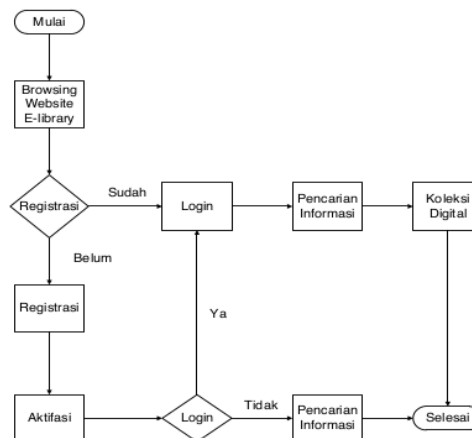 Mulai
Browsing
Website
E-library
Registrasi
Sudah
Login
Pencarian
Informasi
Koleksi
Digital
Belum
Registrasi
Ya
Aktifasi
Login
Tidak
Pencarian
Informasi
Selesai